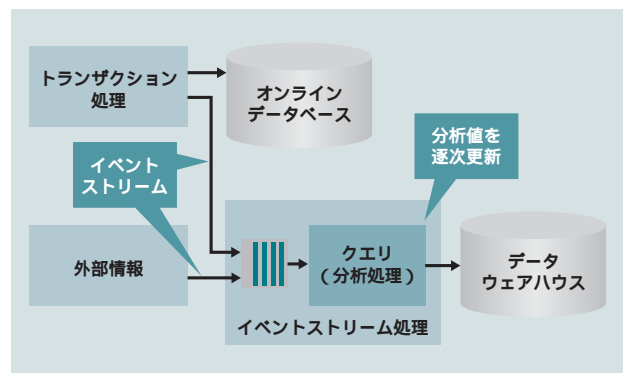 トランザクション
処理
オンライン
データベース
分析値を
逐次更新
イベント
ストリーム
外部情報
クエリ
（分析処理）
データ
ウェアハウス
イベントストリーム処理